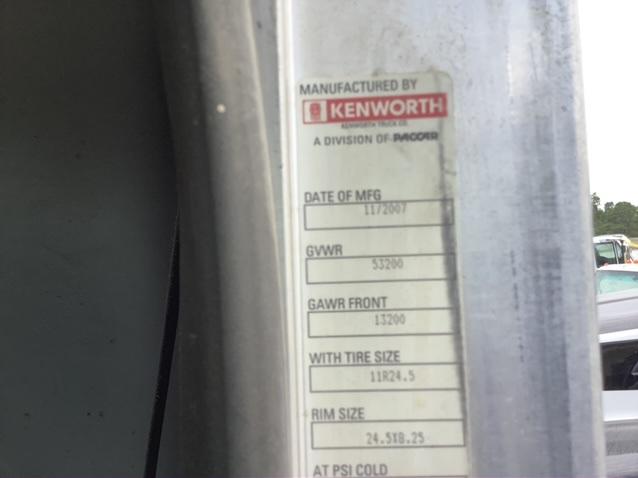 MANUFACTURED BY
KENWORTH
KENWORTH TRUCK CO.
A DIVISION OF PACCAR
DATE OF MFG
11/2007
GVWR
53200
GAWR FRONT
13200
WITH TIRE SIZE
11R24.5
RIM SIZE
24.5X8.25
AT PSI COLD